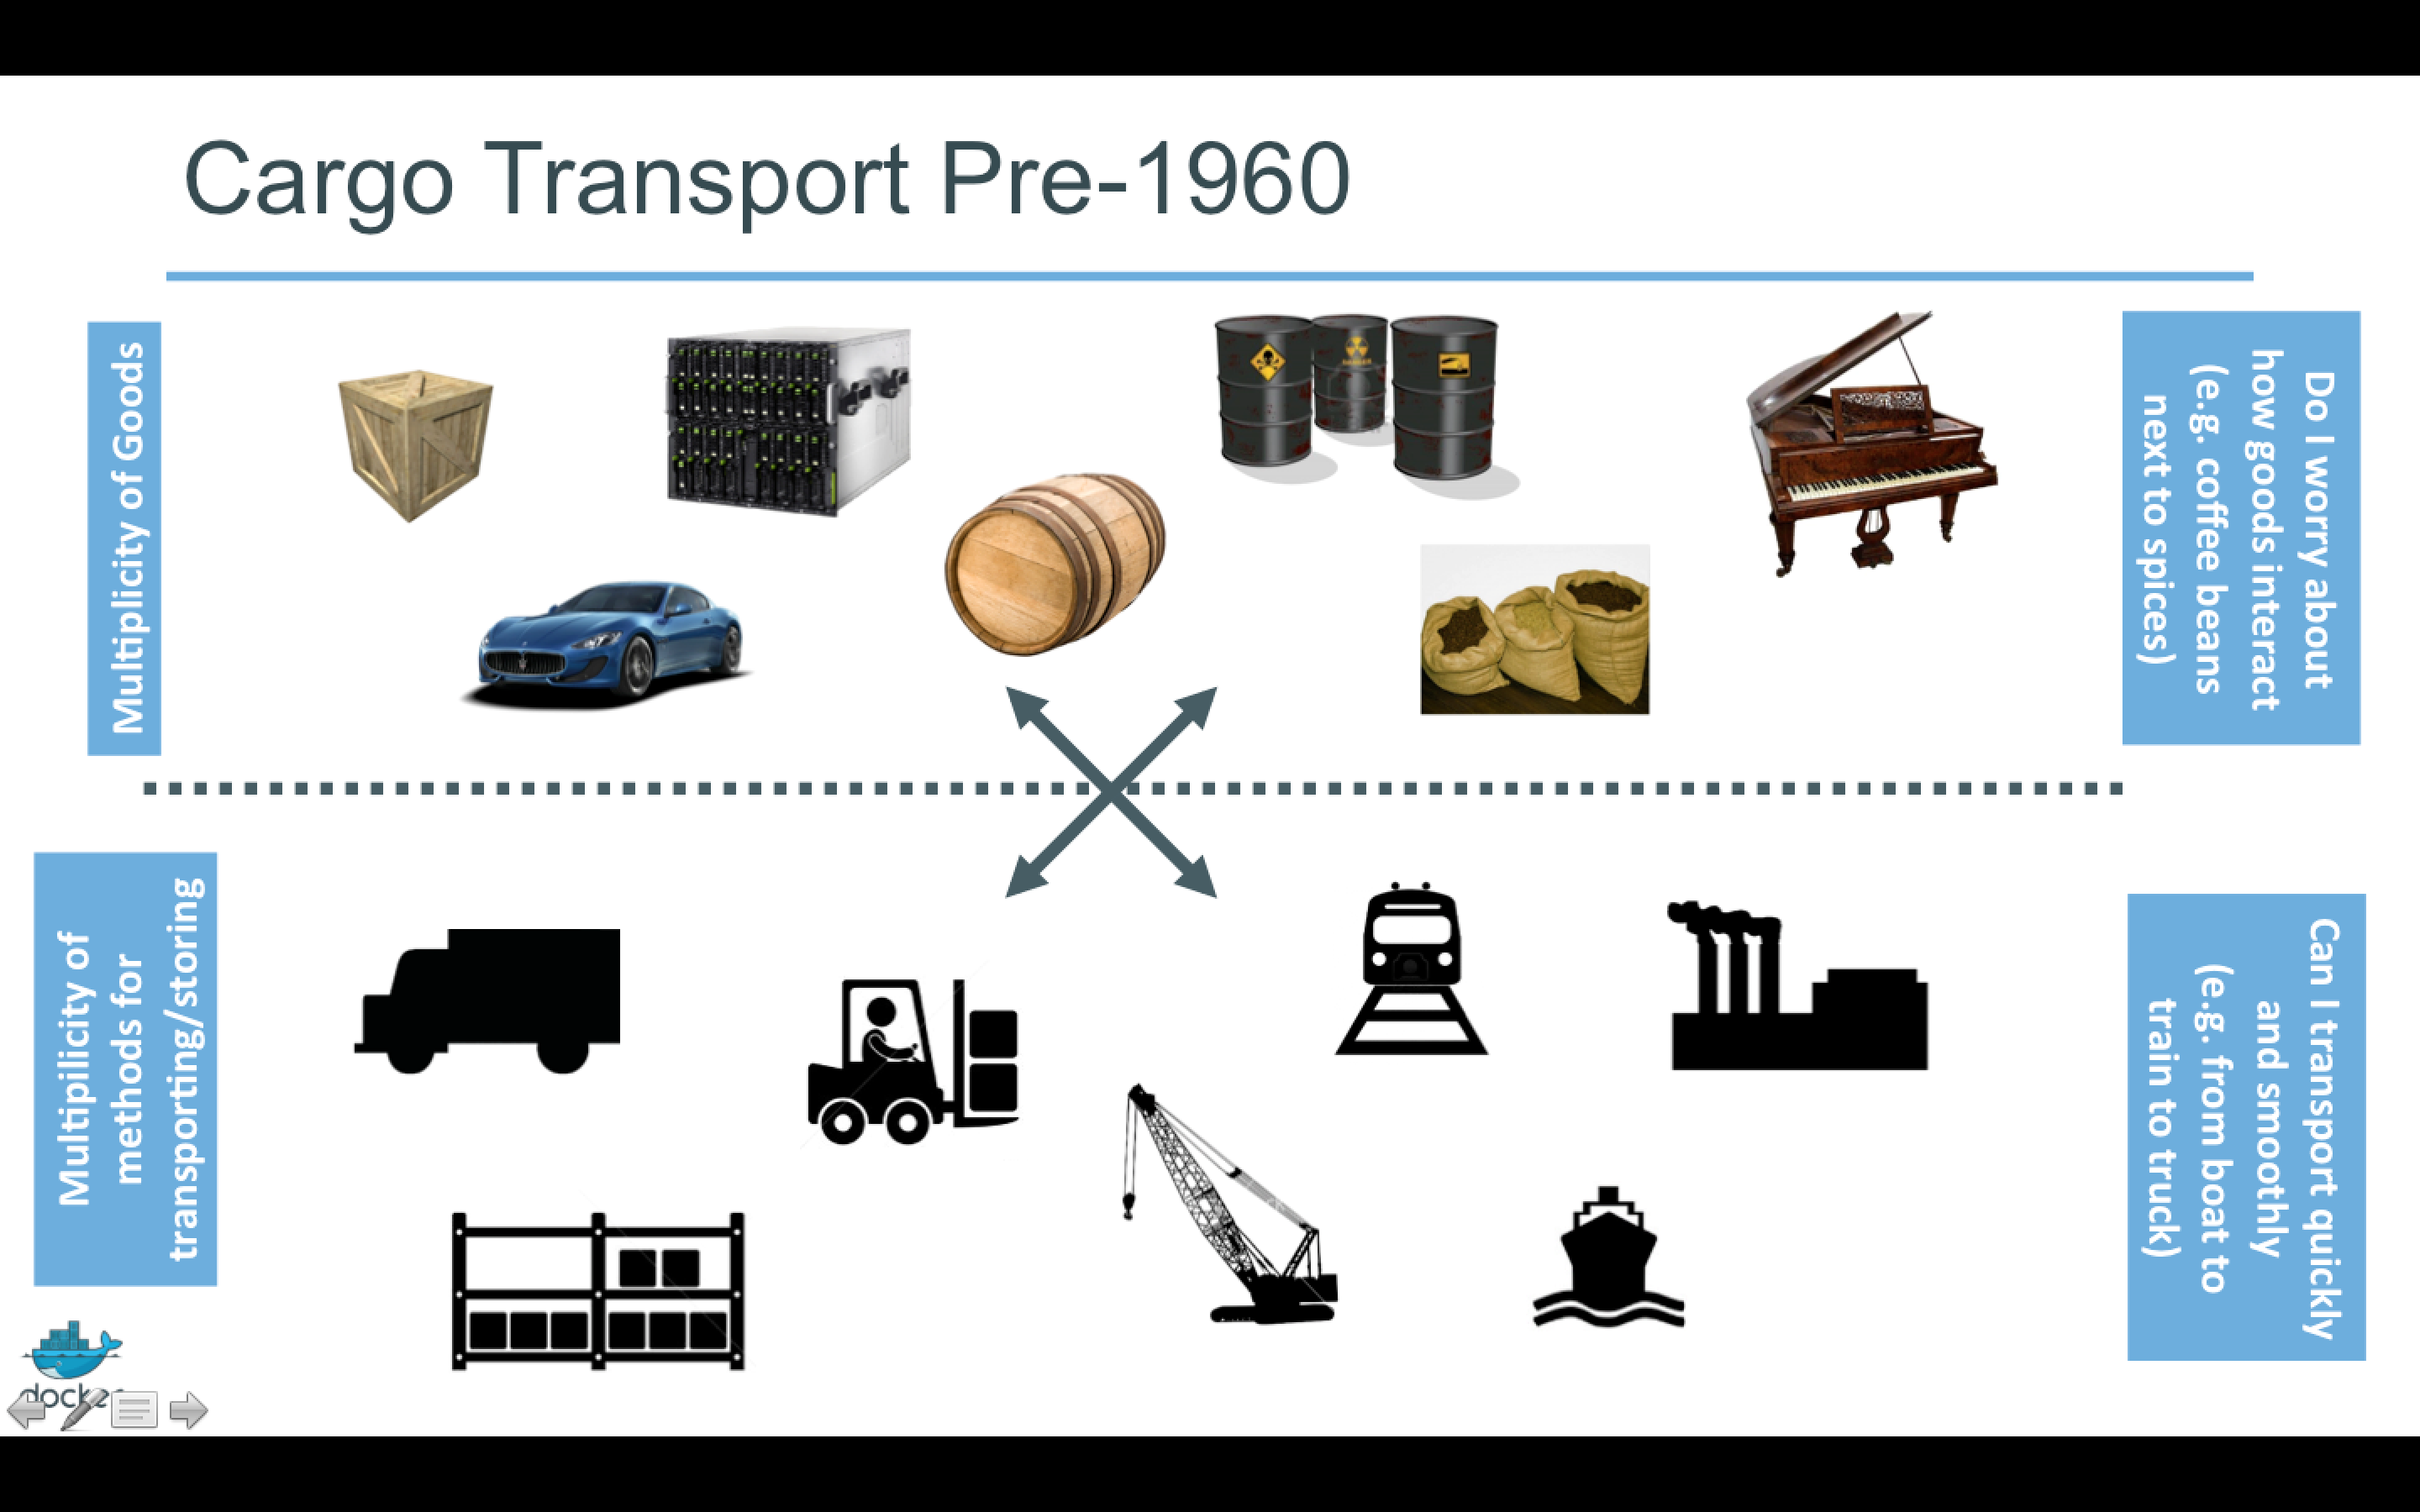 Cargo Transport Pre-1960
Multiplicity of Goods
Do I worry about
how goods interact
(e.g. coffee beans
next to spices)
Multipilicity of
methods for
transporting/storing
Can I transport quickly
and smoothly
(e.g. from boat to
train to truck)
docker